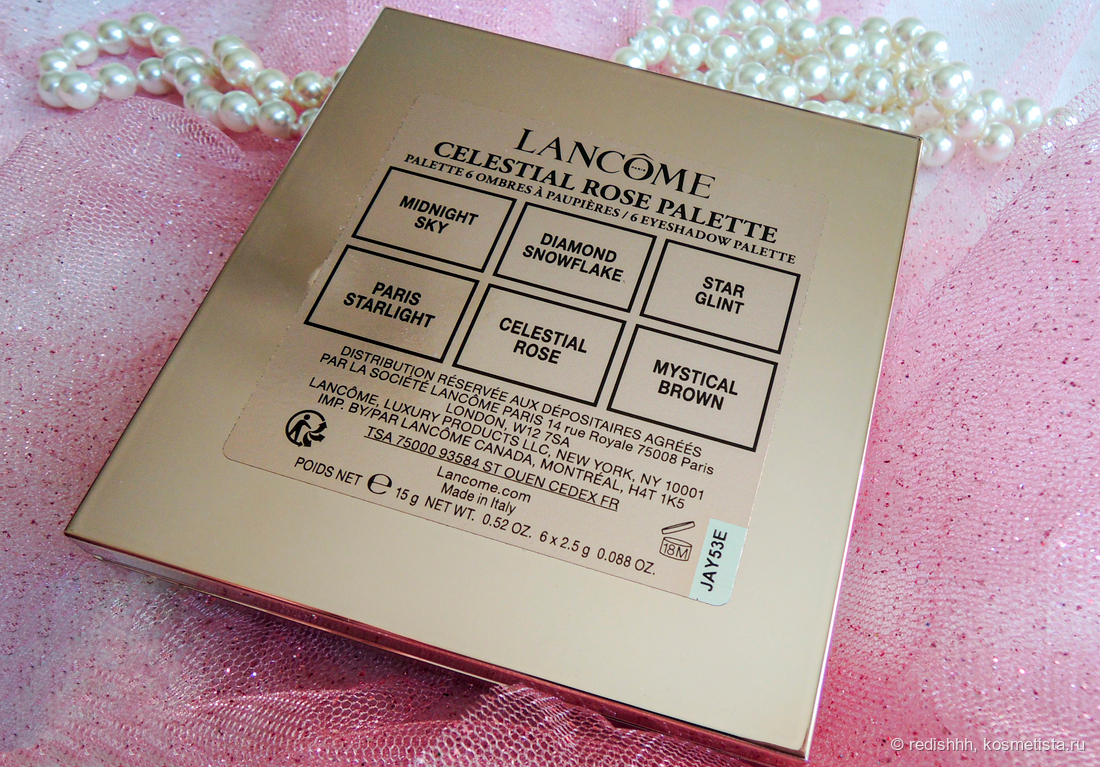 LANCÔME
PARIS
CELESTIAL ROSE PALETTE
PALETTE 6 OMBRES À PAUPIÈRES / 6 EYESHADOW PALETTE
MIDNIGHT
SKY
DIAMOND
SNOWFLAKE
STAR
GLINT
PARIS
STARLIGHT
CELESTIAL
ROSE
MYSTICAL
BROWN
DISTRIBUTION RÉSERVÉE AUX DÉPOSITAIRES AGRÉÉS
PAR LA SOCIÉTÉ LANCÔME PARIS 14 rue Royale 75008 Paris
LONDON, W12 7SA
LANCÔME, LUXURY PRODUCTS LLC, NEW YORK, NY 10001
IMP. BY/PAR LANCÔME CANADA, MONTRÉAL, H4T 1K5
TSA 75000 93584 ST OUEN CEDEX.FR
Lancome.com
Made in Italy
POIDS NET e 15 g NET WT. 0.52 OZ. 6 x 2.5 g 0.088 OZ.
18M
JAY53E
© redishhh, kosmetista.ru